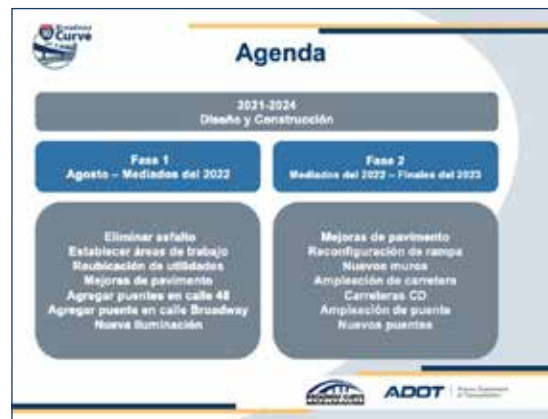 Broadway
Curve
Agenda
2021-2024
Diseño y Construcción
Fase 1
Agosto – Mediados del 2022
Fase 2
Mediados del 2022 – Finales del 2023
Eliminar asfalto
Establecer áreas de trabajo
Reubicación de utilidades
Mejoras de pavimento
Agregar puentes en calle 48
Agregar puente en calle Broadway
Nueva iluminación
Mejoras de pavimento
Reconfiguración de rampa
Nuevos muros
Ampleación de carretera
Carreteras CD
Ampleación de puente
Nuevos puentes
ADOT